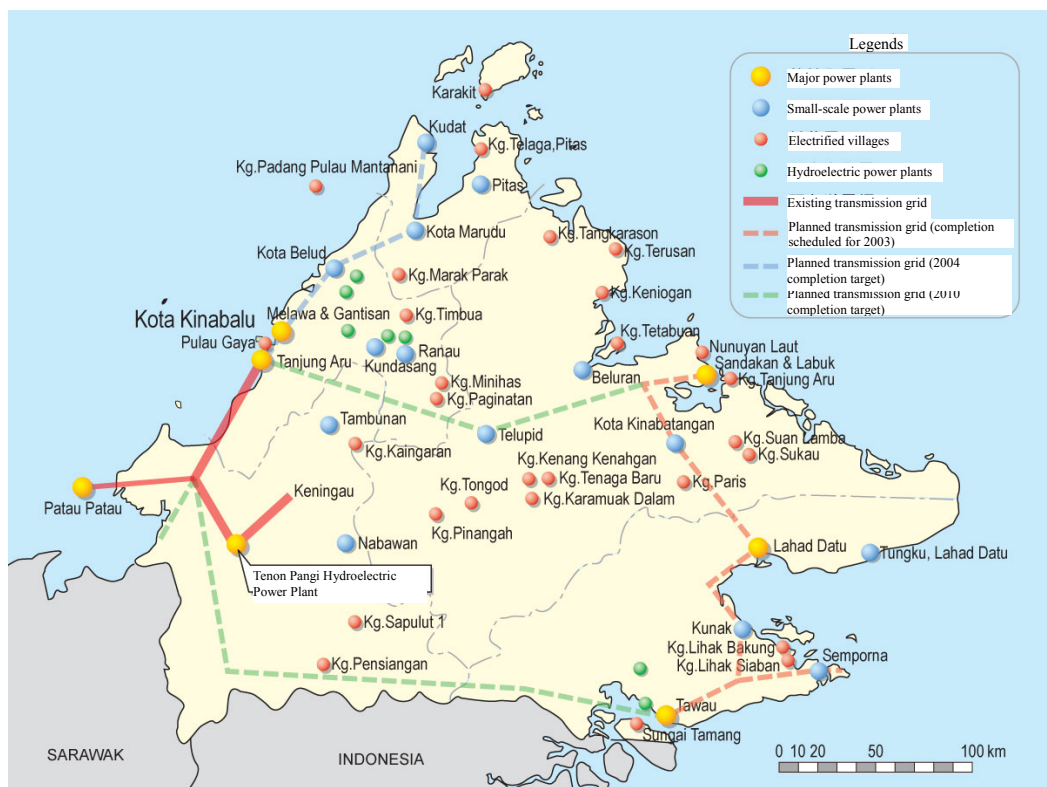 Legends
Major power plants
Small-scale power plants
Electrified villages
Hydroelectric power plants
Existing transmission grid
Planned transmission grid (completion
scheduled for 2003)
Planned transmission grid (2004
completion target)
Planned transmission grid (2010
completion target)
Karakit
Kudat
Kg.Telaga,Pitas
Kg.Padang Pulau Mantanani
Pitas
Kota Marudu
Kg.Tangkarason
Kg.Terusan
Kota Belud
Kg.Marak Parak
Kg.Keniogan
Melawa & Gantisan
Kota Kinabalu
Kg.Timbua
Kg.Tetabuan
Pulau Gaya
Tanjung Aru
Kundasang
Ranau
Nunuyan Laut
Sandakan & Labuk
Kg.Tanjung Aru
Beluran
Kg.Minihas
Kg.Paginatan
Tambunan
Telupid
Kota Kinabatangan
Kg.Kaingaran
Kg.Suan Lamba
Kg.Sukau
Kg.Kenang Kenahgan
Kg.Tenaga Baru
Kg.Paris
Kg.Tongod
Kg.Karamuak Dalam
Keningau
Patau Patau
Kg.Pinangah
Nabawan
Lahad Datu
Tungku, Lahad Datu
Tenon Pangi Hydroelectric
Power Plant
Kg.Sapulut 1
Kunak
Kg.Lihak Bakung
Kg.Lihak Siaban
Semporna
Kg.Pensiangan
Tawau
Sungai Tamang
SARAWAK
INDONESIA
0 10 20 50 100 km